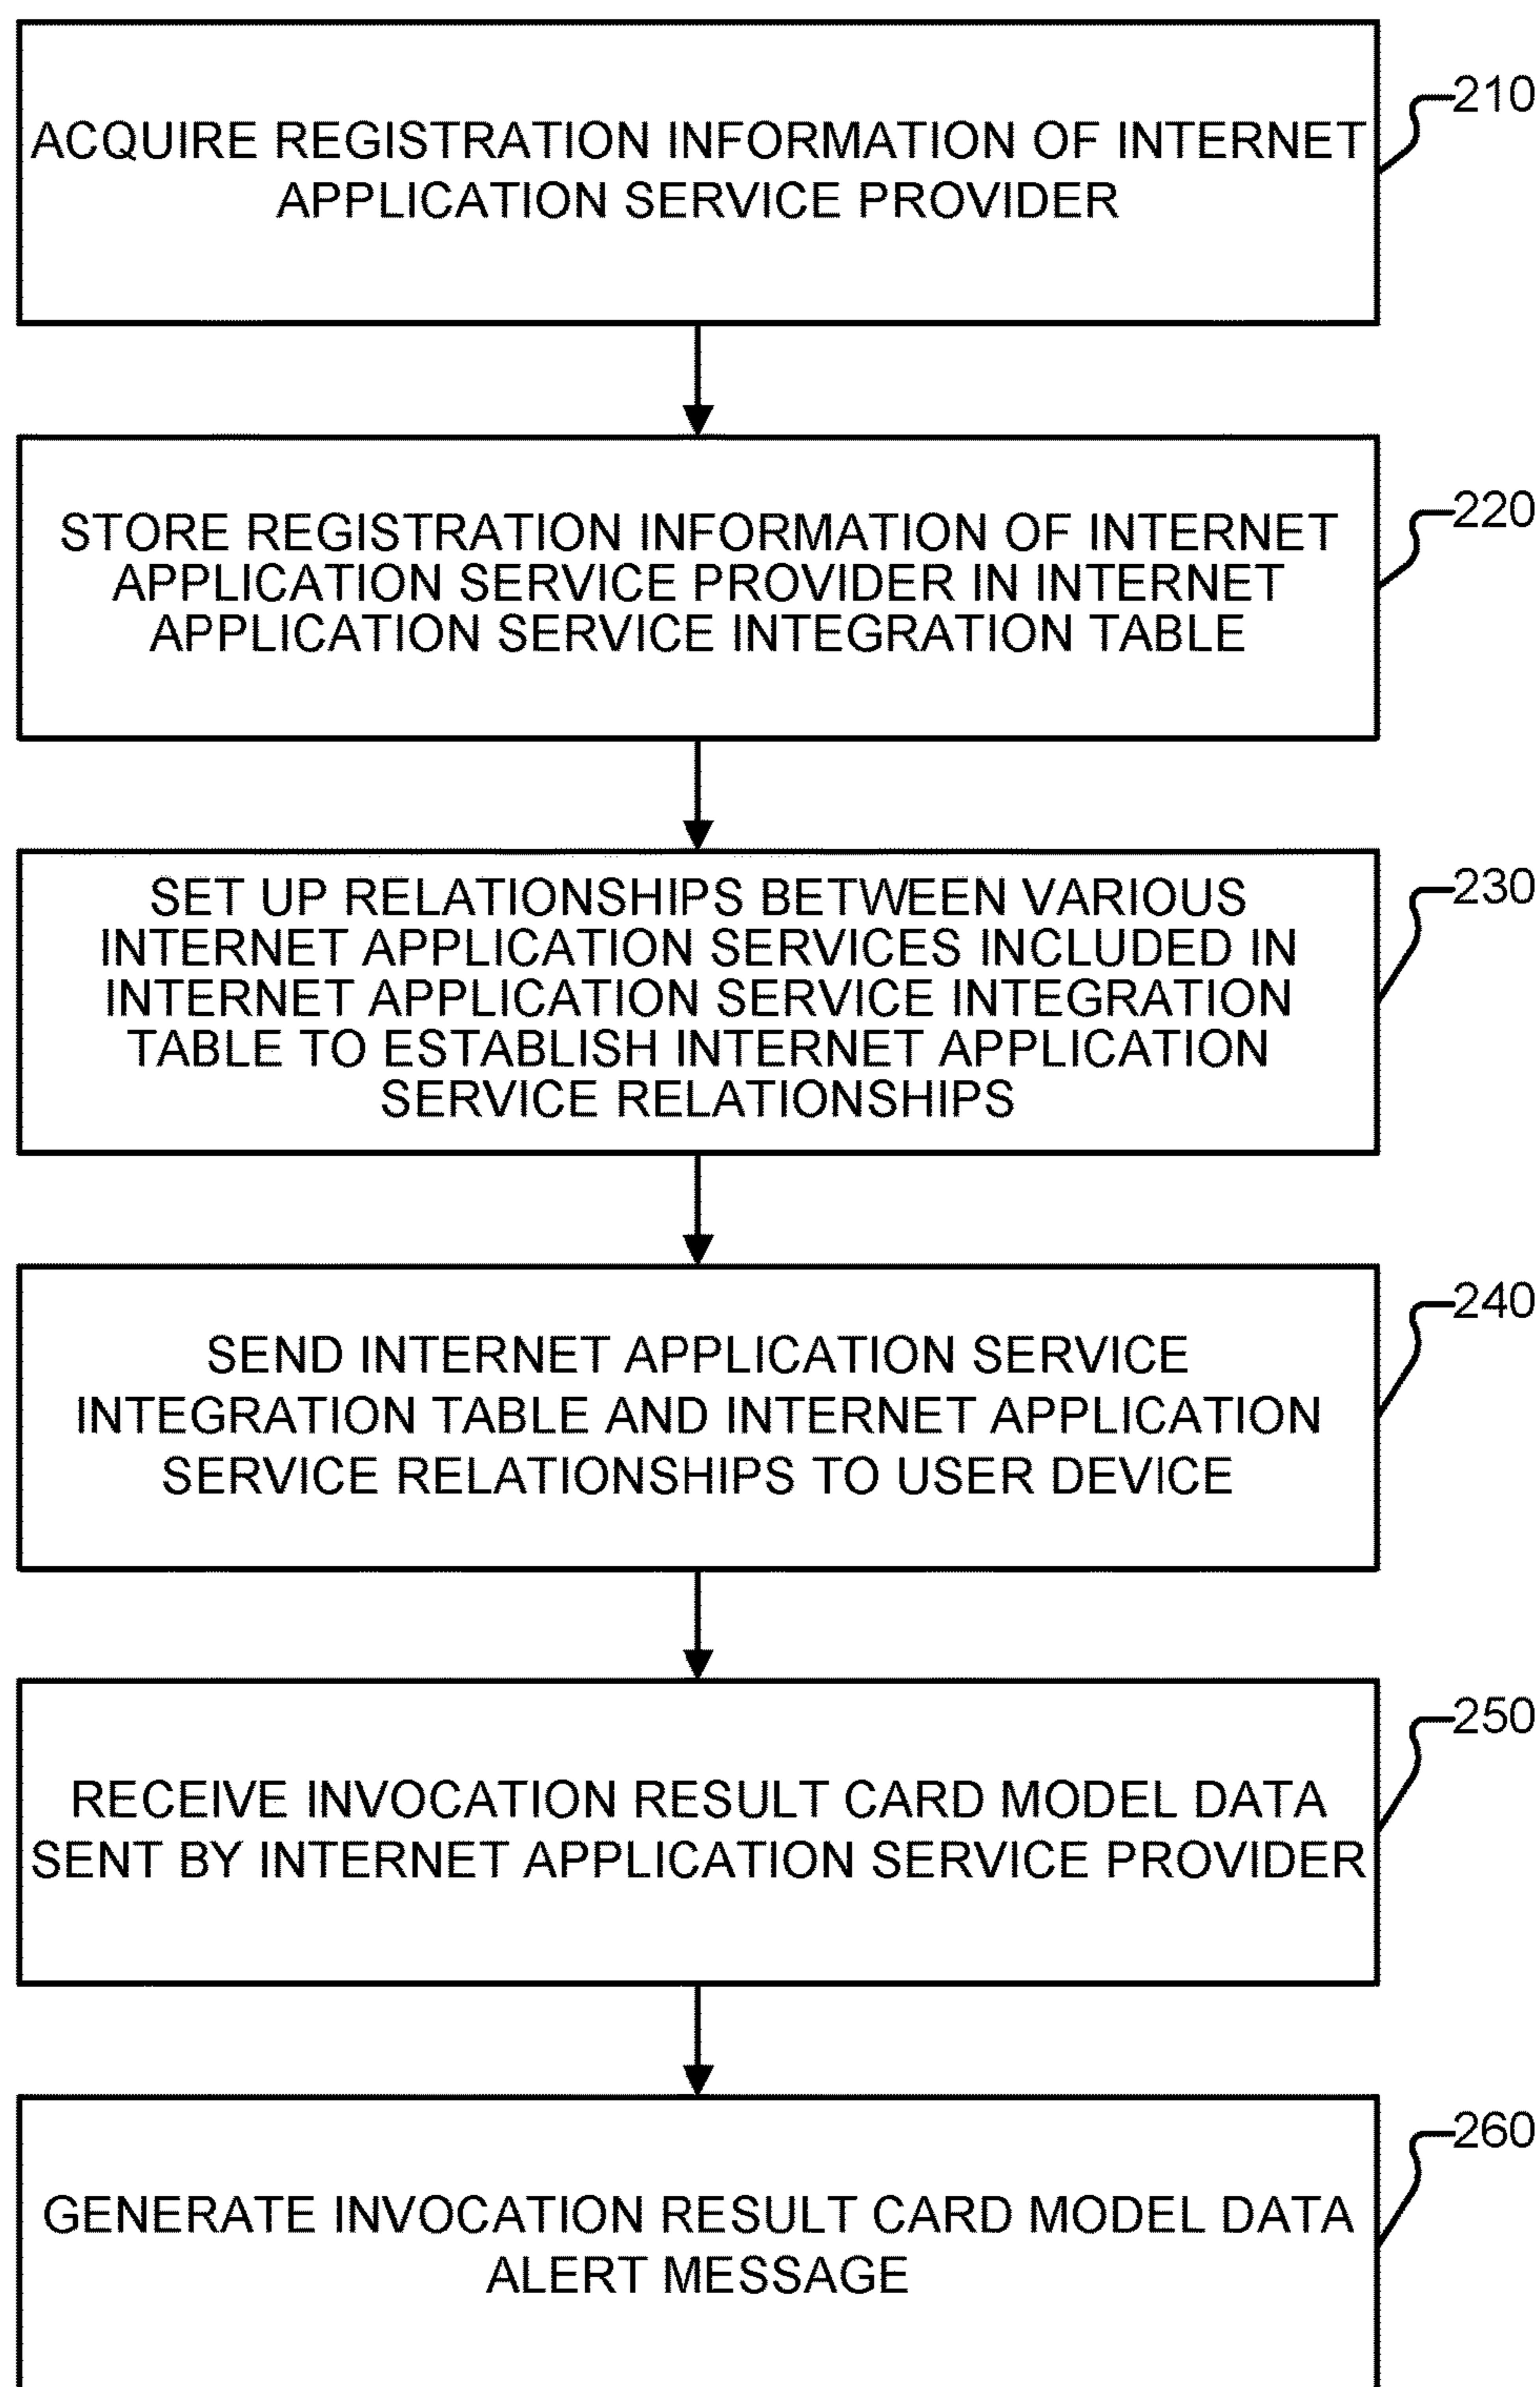 ACQUIRE REGISTRATION INFORMATION OF INTERNET
APPLICATION SERVICE PROVIDER
210
STORE REGISTRATION INFORMATION OF INTERNET
APPLICATION SERVICE PROVIDER IN INTERNET
APPLICATION SERVICE INTEGRATION TABLE
220
SET UP RELATIONSHIPS BETWEEN VARIOUS
INTERNET APPLICATION SERVICES INCLUDED IN
INTERNET APPLICATION SERVICE INTEGRATION
TABLE TO ESTABLISH INTERNET APPLICATION
SERVICE RELATIONSHIPS
230
SEND INTERNET APPLICATION SERVICE
INTEGRATION TABLE AND INTERNET APPLICATION
SERVICE RELATIONSHIPS TO USER DEVICE
240
RECEIVE INVOCATION RESULT CARD MODEL DATA
SENT BY INTERNET APPLICATION SERVICE PROVIDER
250
GENERATE INVOCATION RESULT CARD MODEL DATA
ALERT MESSAGE
260